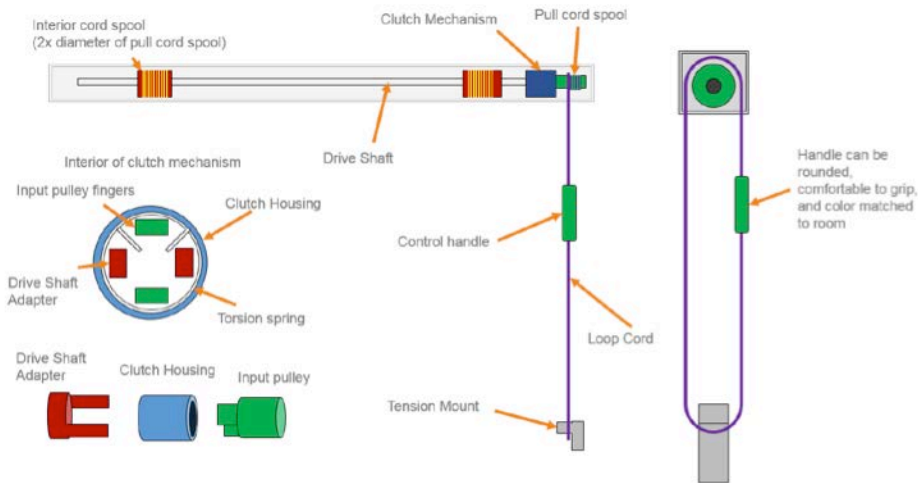 Interior cord spool
(2x diameter of pull cord spool)
Clutch Mechanism
Pull cord spool
Drive Shaft
Interior of clutch mechanism
Input pulley fingers
Clutch Housing
Drive Shaft
Adapter
Torsion spring
Drive Shaft
Adapter
Clutch Housing
Input pulley
Control handle
Loop Cord
Tension Mount
Handle can be
rounded,
comfortable to grip,
and color matched
to room